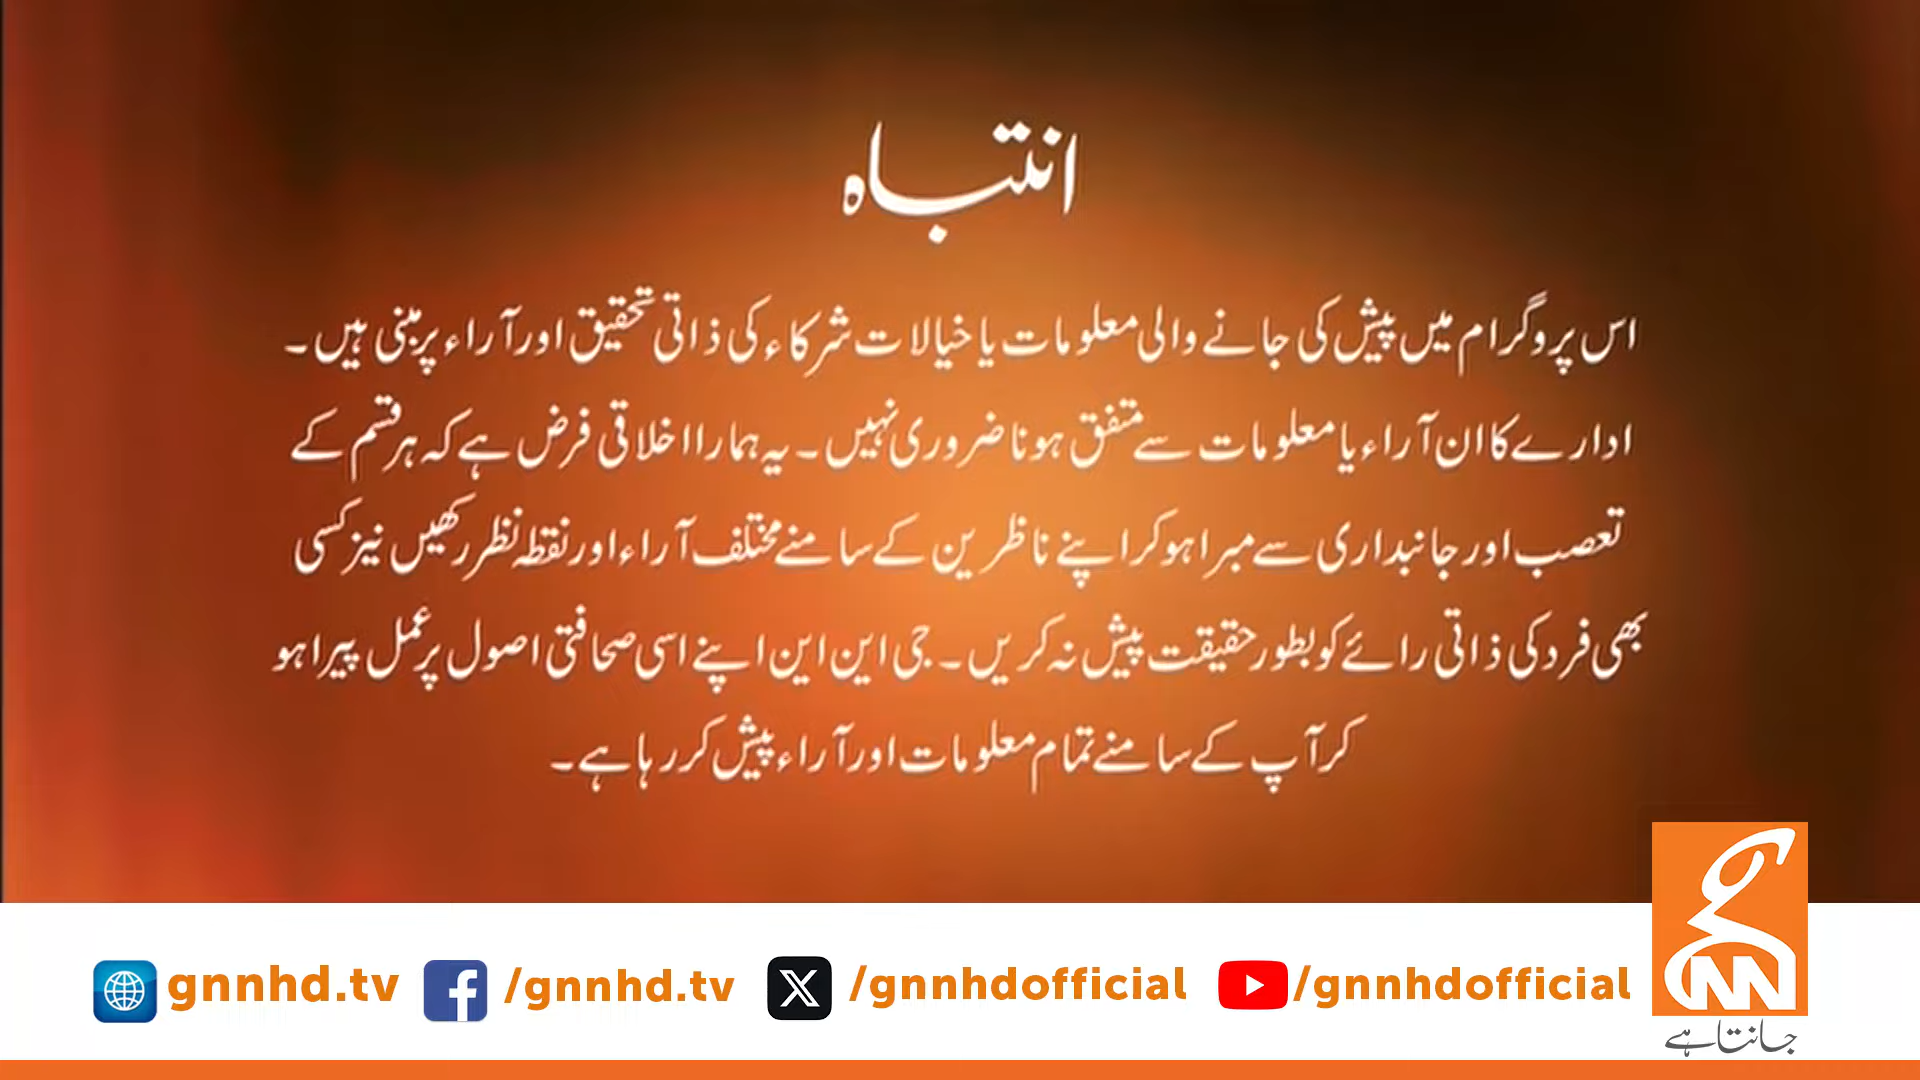 انتباہ
اس پروگرام میں پیش کی جانے والی معلومات یا خیالات شرکاء کی ذاتی تحقیق اور آراء پر مبنی ہیں۔
ادارے کا ان آراء یا معلومات سے متفق ہونا ضروری نہیں۔ یہ ہمارا اخلاقی فرض ہے کہ ہر قسم کے
تعصب اور جانبداری سے مبرا ہو کر اپنے ناظرین کے سامنے مختلف آراء اور نقطہ نظر رکھیں نیز کسی
بھی فرد کی ذاتی رائے کو بطور حقیقت پیش نہ کریں۔ جی این این اپنے اسی صحافتی اصول پر عمل پیرا ہو
کر آپ کے سامنے تمام معلومات اور آراء پیش کر رہا ہے۔
gnnhd.tv /gnnhd.tv /gnnhdofficial /gnnhdofficial
GNN
جانتا ہے